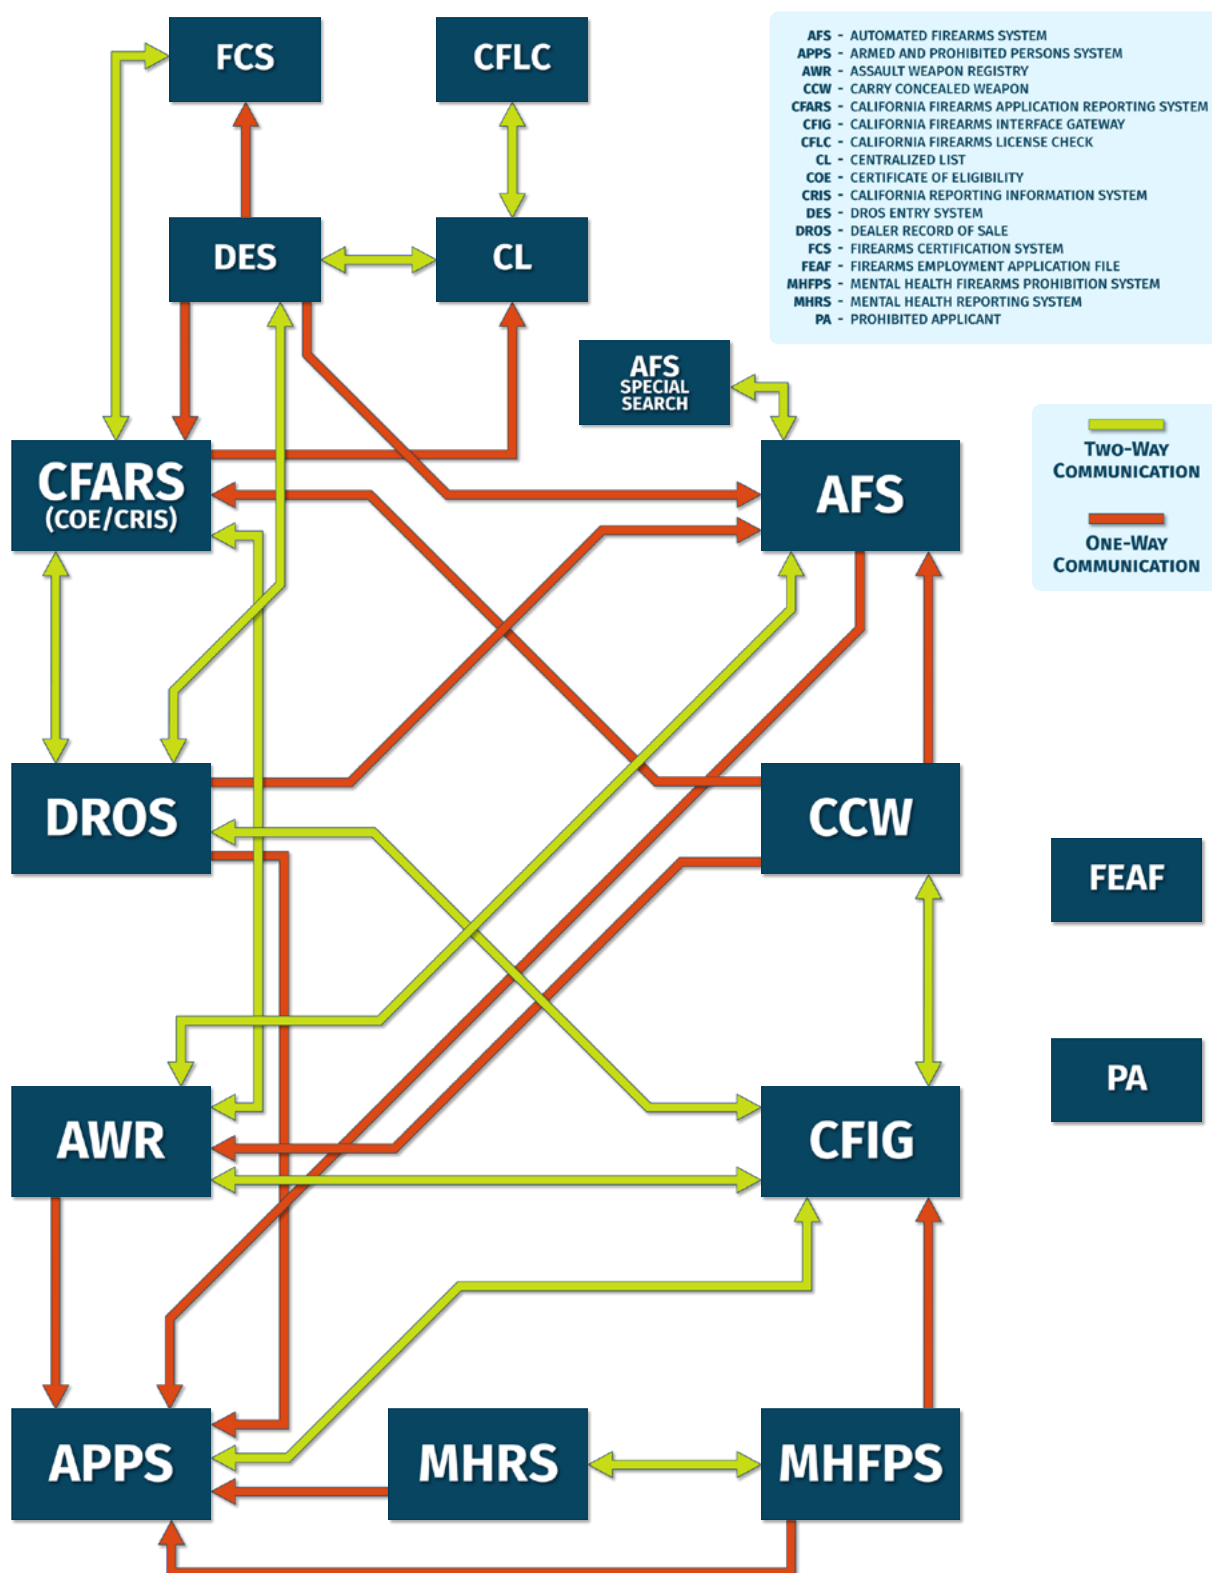 FCS
CFLC
AFS - AUTOMATED FIREARMS SYSTEM
APPS - ARMED AND PROHIBITED PERSONS SYSTEM
AWR - ASSAULT WEAPON REGISTRY
CCW - CARRY CONCEALED WEAPON
CFARS - CALIFORNIA FIREARMS APPLICATION REPORTING SYSTEM
CFIG - CALIFORNIA FIREARMS INTERFACE GATEWAY
CFLC - CALIFORNIA FIREARMS LICENSE CHECK
CL - CENTRALIZED LIST
COE - CERTIFICATE OF ELIGIBILITY
CRIS - CALIFORNIA REPORTING INFORMATION SYSTEM
DES - DROS ENTRY SYSTEM
DROS - DEALER RECORD OF SALE
FCS - FIREARMS CERTIFICATION SYSTEM
FEAF - FIREARMS EMPLOYMENT APPLICATION FILE
MHFPS - MENTAL HEALTH FIREARMS PROHIBITION SYSTEM
MHRS - MENTAL HEALTH REPORTING SYSTEM
PA - PROHIBITED APPLICANT
DES
CL
AFS
SPECIAL
SEARCH
TWO-WAY
COMMUNICATION
ONE-WAY
COMMUNICATION
CFARS
(COE/CRIS)
AFS
DROS
CCW
FEAF
PA
AWR
CFIG
APPS
MHRS
MHFPS